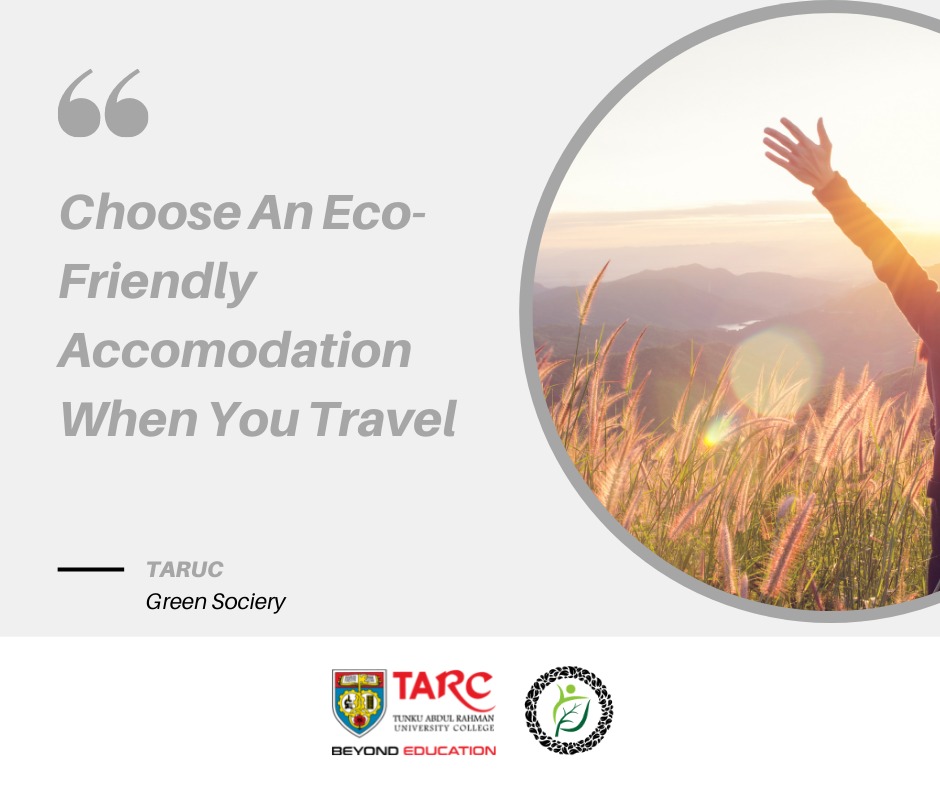 “
Choose An Eco-
Friendly
Accomodation
When You Travel
TARUC
Green Sociery
TARC
TUNKU ABDUL RAHMAN
UNIVERSITY COLLEGE
BEYOND EDUCATION